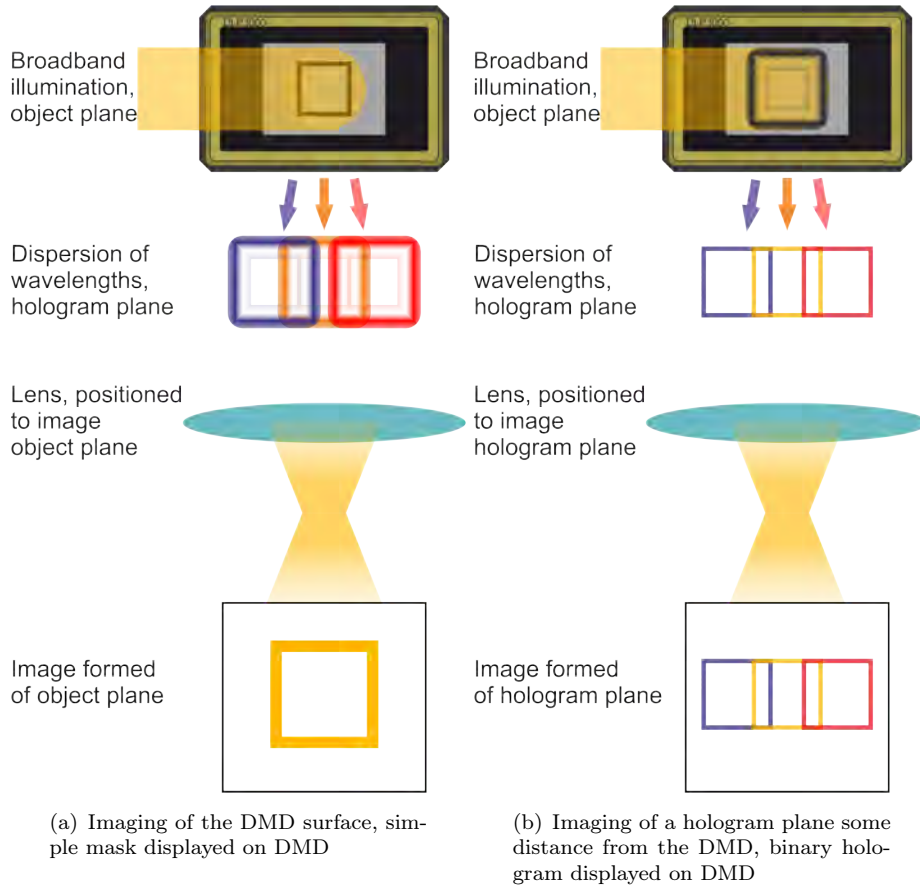 Broadband
illumination,
object plane
Dispersion of
wavelengths,
hologram plane
Lens, positioned
to image
object plane
Image formed
of object plane
(a) Imaging of the DMD surface, sim-
ple mask displayed on DMD
Broadband
illumination,
object plane
Dispersion of
wavelengths,
hologram plane
Lens, positioned
to image
hologram plane
Image formed
of hologram plane
(b) Imaging of a hologram plane some
distance from the DMD, binary holo-
gram displayed on DMD